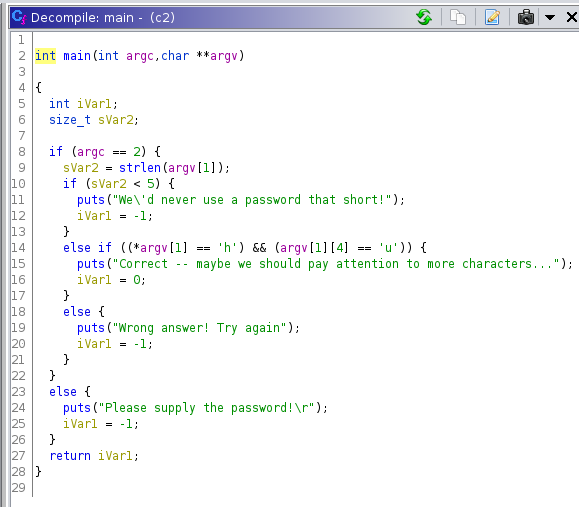 Decompile: main - (c2)
1
2 int main(int argc,char **argv)
3
4 {
5 int iVar1;
6 size_t sVar2;
7
8 if (argc == 2) {
9 sVar2 = strlen(argv[1]);
10 if (sVar2 < 5) {
11 puts("We\'d never use a password that short!");
12 iVar1 = -1;
13 }
14 else if ((*argv[1] == 'h') && (argv[1][4] == 'u')) {
15 puts("Correct -- maybe we should pay attention to more characters...");
16 iVar1 = 0;
17 }
18 else {
19 puts("Wrong answer! Try again");
20 iVar1 = -1;
21 }
22 }
23 else {
24 puts("Please supply the password!\r");
25 iVar1 = -1;
26 }
27 return iVar1;
28 }
29